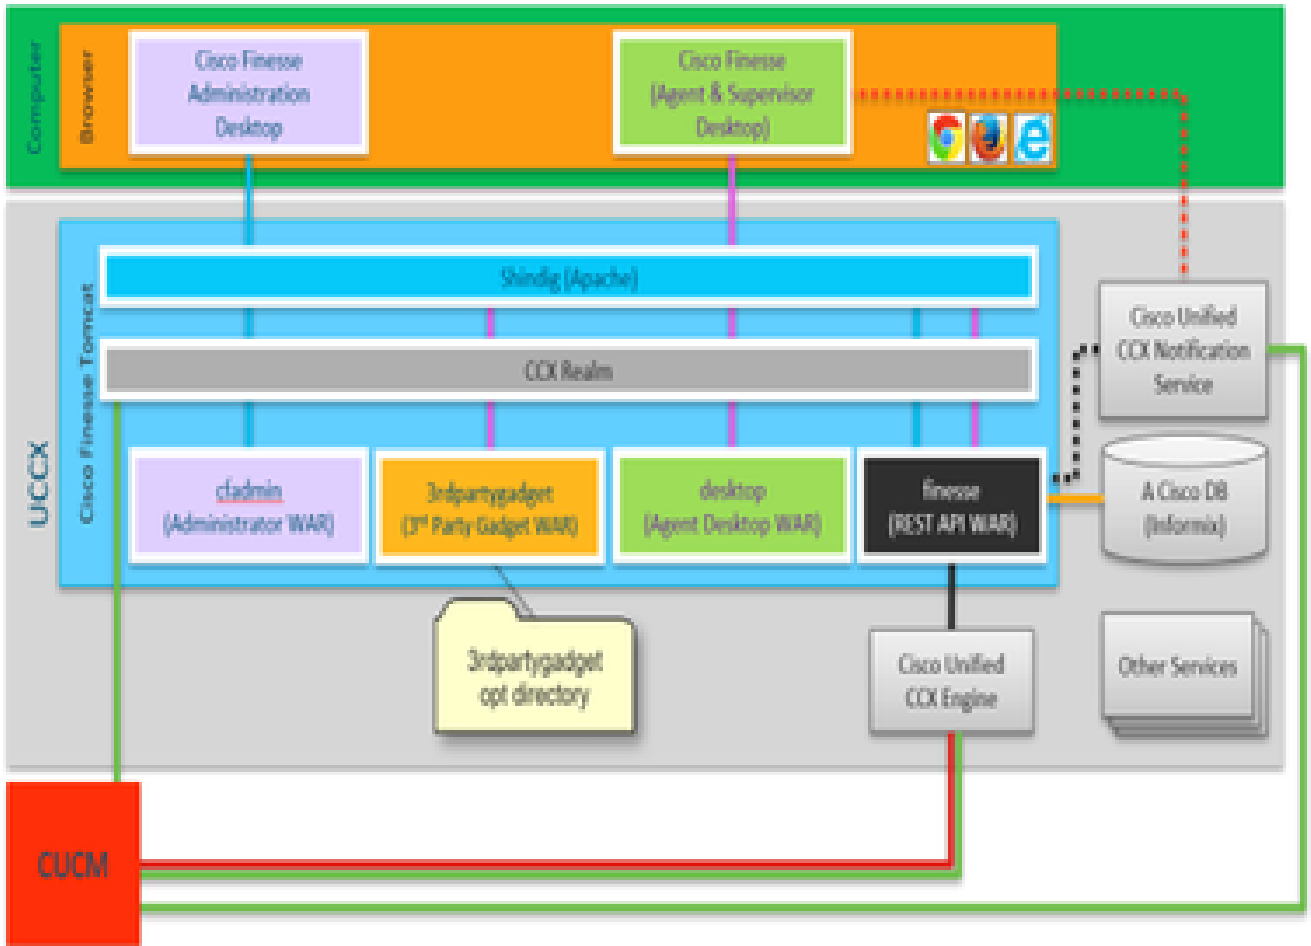 Computer
Browser
Cisco Finesse
Administration
Desktop
Cisco Finesse
(Agent & Supervisor
Desktop)
UCCX
Cisco Finesse Tomcat
Shindig (Apache)
CCX Realm
cfadmin
(Administrator WAR)
3rdpartygadget
(3rd Party Gadget WAR)
desktop
(Agent Desktop WAR)
finesse
(REST API WAR)
Cisco Unified
CCX Notification
Service
A Cisco DB
(Informix)
3rdpartygadget
opt directory
Cisco Unified
CCX Engine
Other Services
CUCM